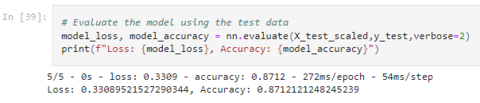 In [39]:
# Evaluate the model using the test data
model_loss, model_accuracy = nn.evaluate(X_test_scaled,y_test,verbose=2)
print(f"Loss: {model_loss}, Accuracy: {model_accuracy}")
5/5 - 0s - loss: 0.3309 - accuracy: 0.8712 - 272ms/epoch - 54ms/step
Loss: 0.33089521527290344, Accuracy: 0.8712121248245239